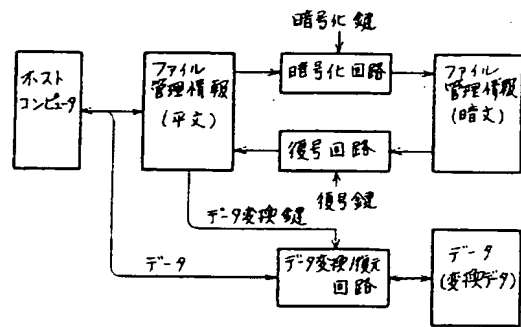 暗号化鍵
ホスト
コンピュータ
ファイル
管理情報
(平文)
暗号化回路
ファイル
管理情報
(暗文)
復号回路
復号鍵
データ変換鍵
データ
データ変換/復元
回路
データ
(変換データ)